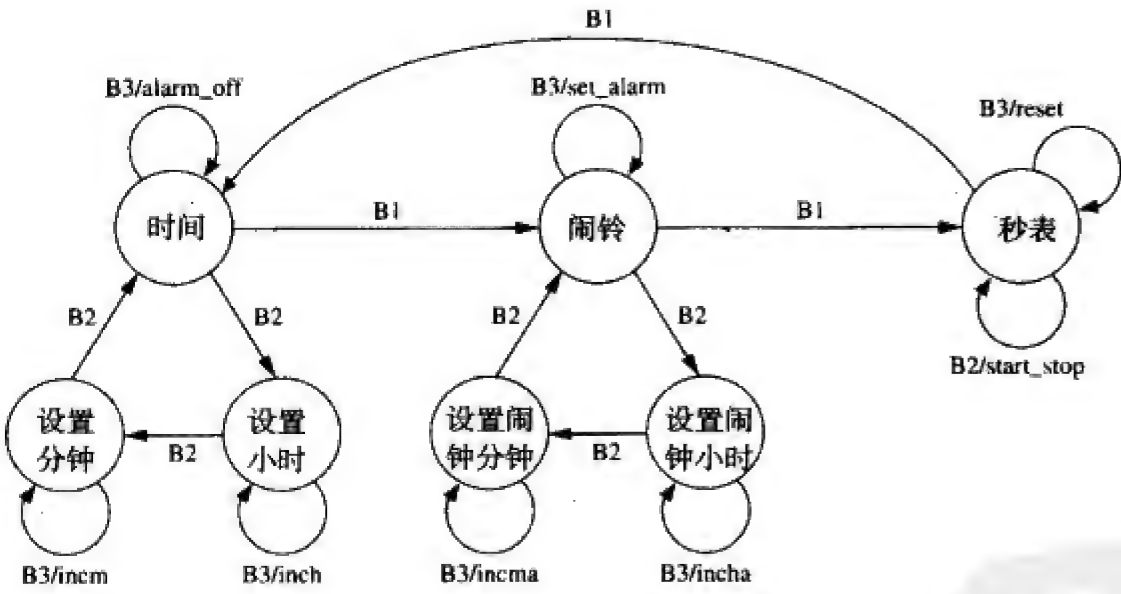 B1
B3/alarm_off
B3/set_alarm
B3/reset
时间
B1
闹铃
B1
秒表
B2
B2
B2
B2
B2/start_stop
设置
分钟
B2
设置
小时
设置闹
钟分钟
B2
设置闹
钟小时
B3/incm
B3/inch
B3/incma
B3/incha